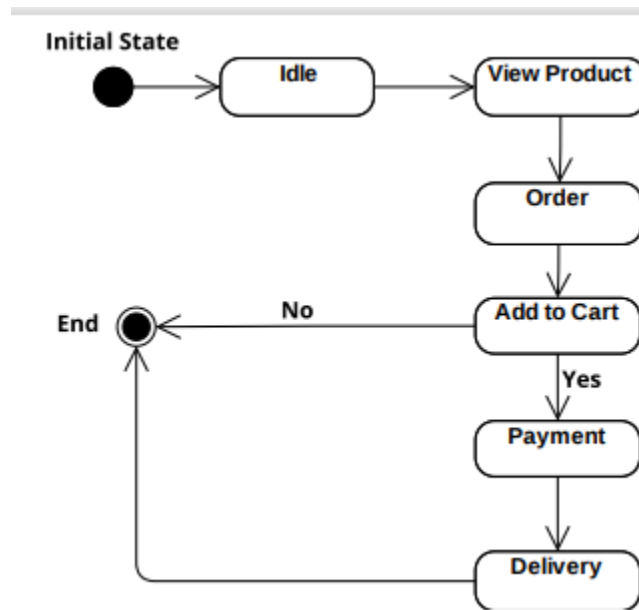 Initial State
Idle
View Product
Order
Add to Cart
No
End
Yes
Payment
Delivery